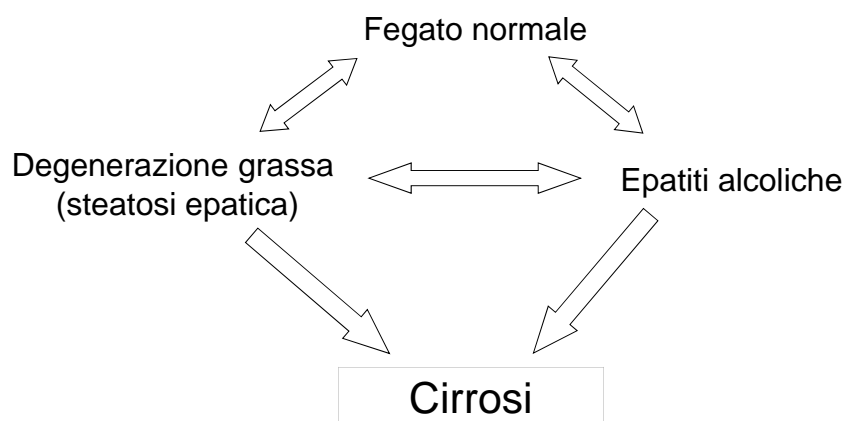 Fegato normale
Degenerazione grassa
(steatosi epatica)
Epatiti alcoliche
Cirrosi